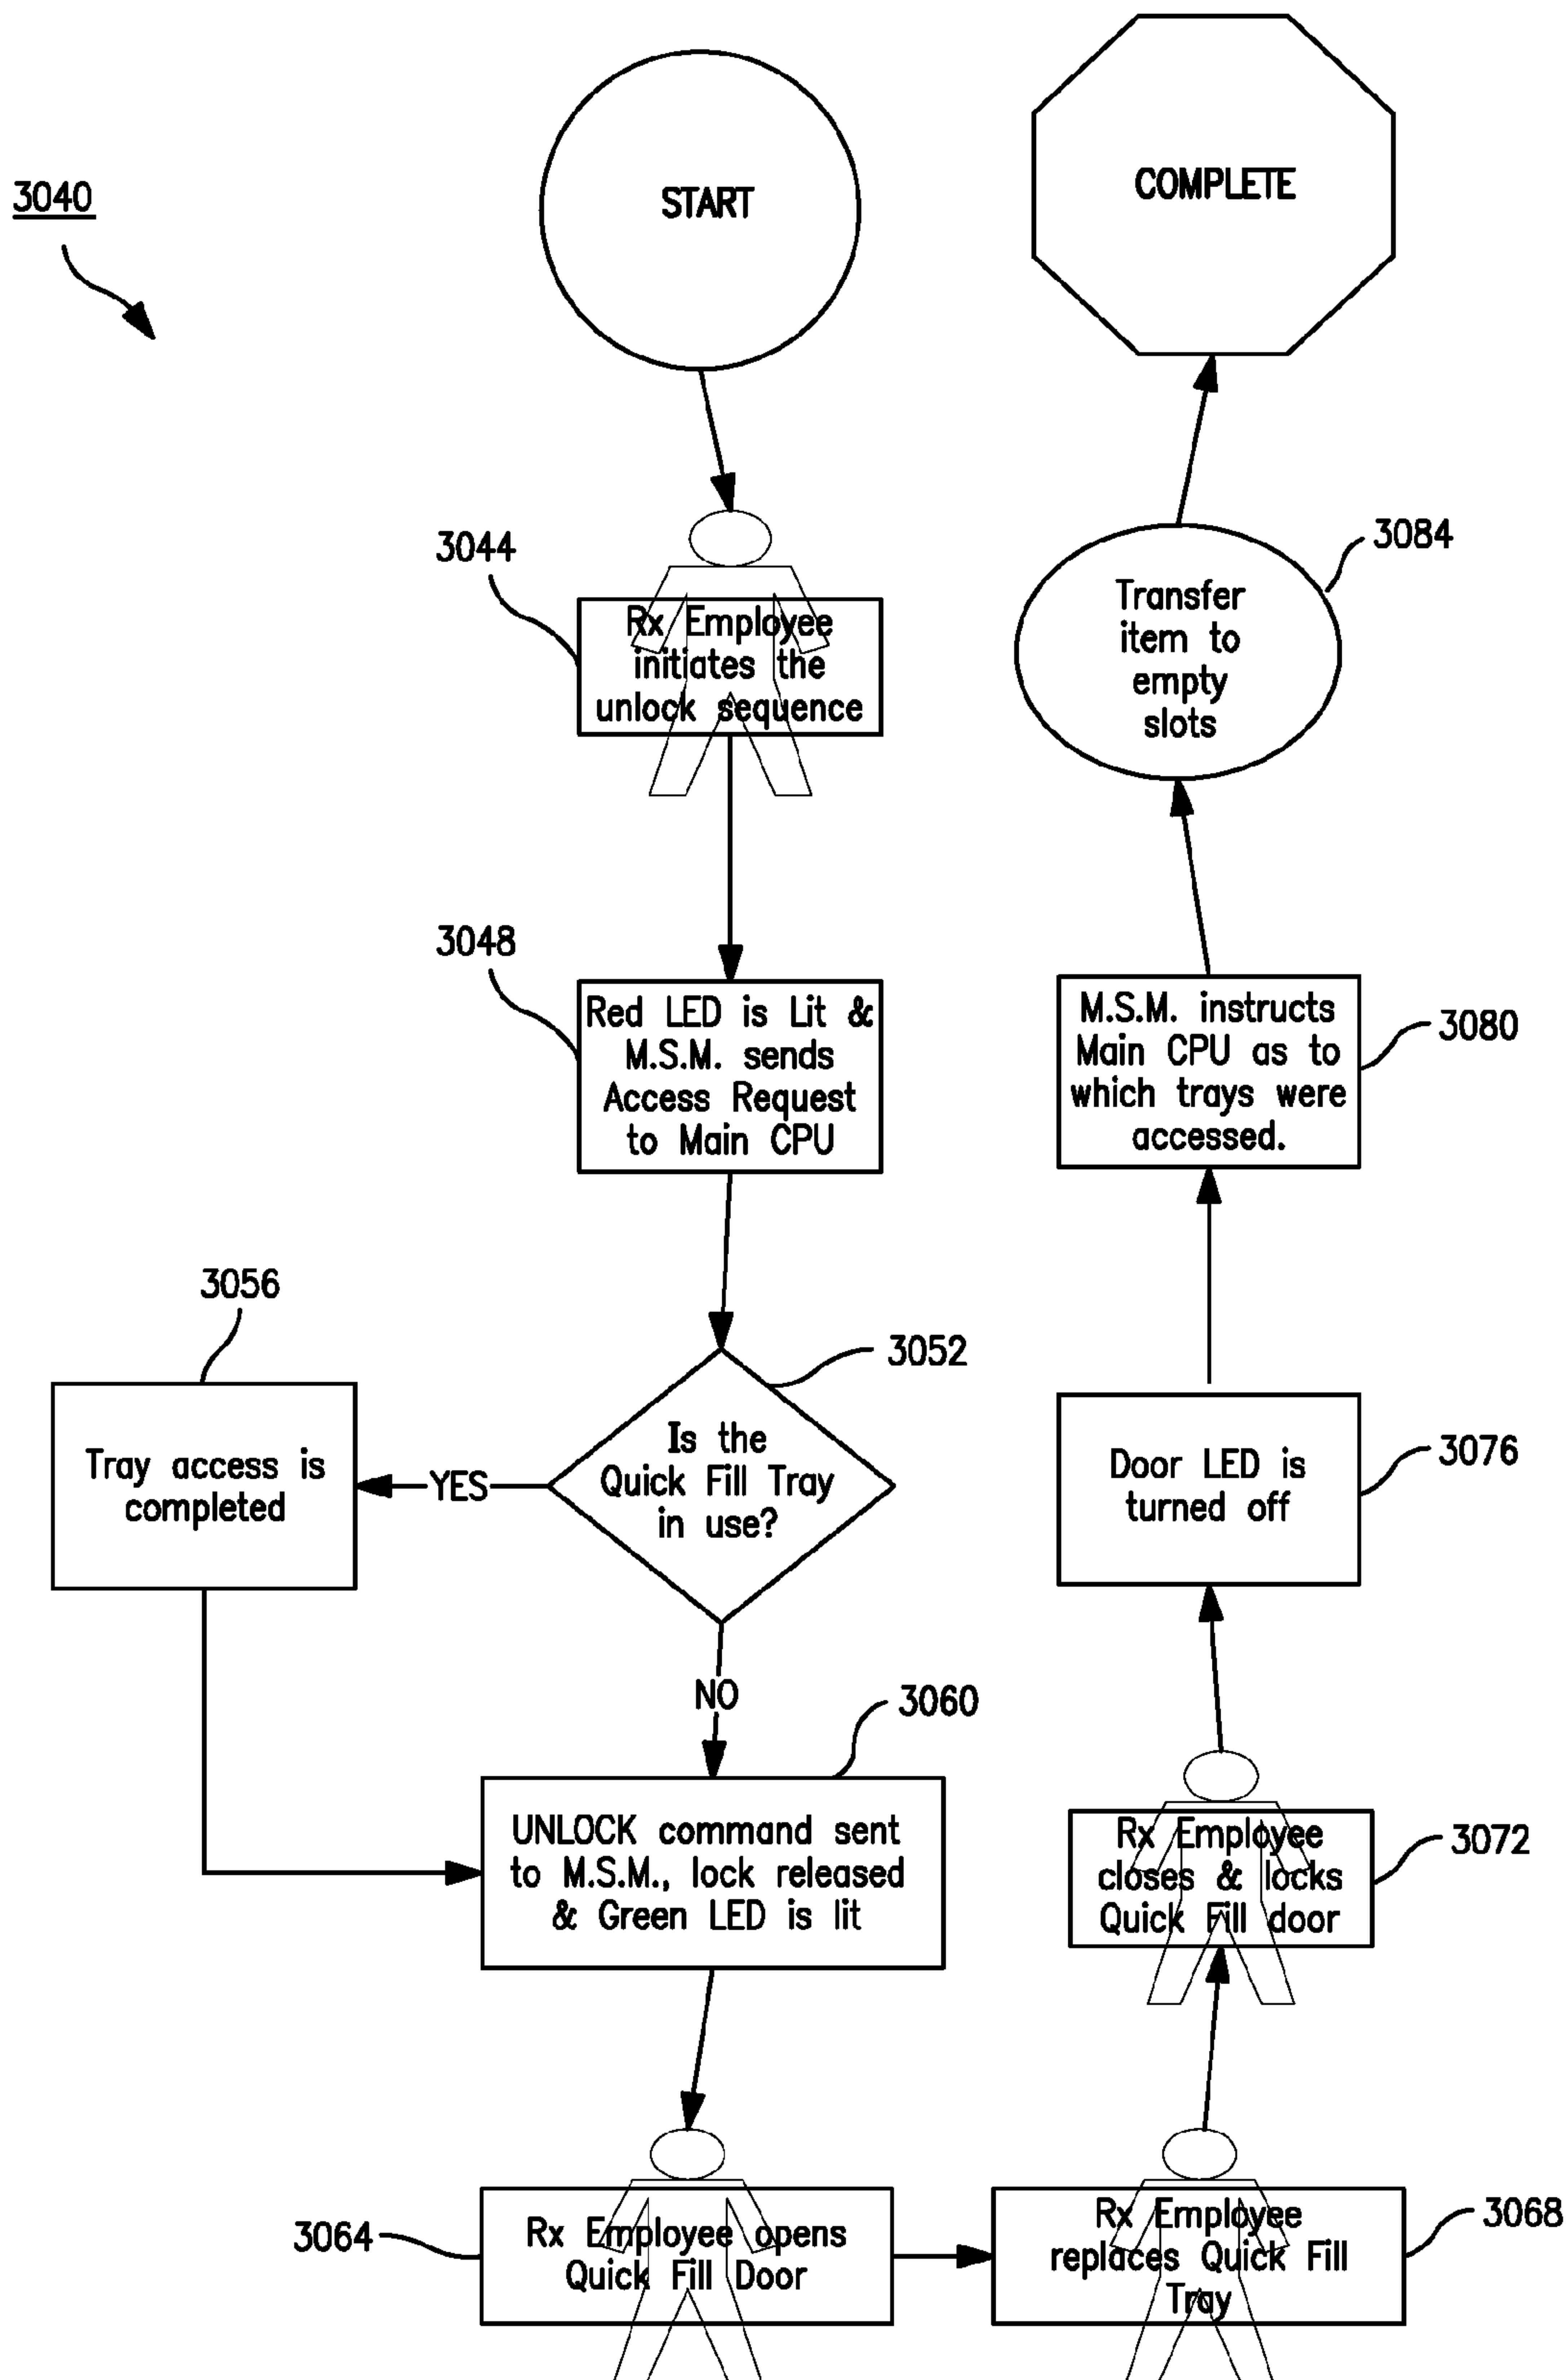 3040
START
COMPLETE
3044
Rx Employee
initiates the
unlock sequence
3084
Transfer
item to
empty
slots
3048
Red LED is Lit &
M.S.M. sends
Access Request
to Main CPU
M.S.M. instructs
Main CPU as to
which trays were
accessed.
3080
3056
Tray access is
completed
YES
3052
Is the
Quick Fill Tray
in use?
NO
Door LED is
turned off
3076
3060
UNLOCK command sent
to M.S.M., lock released
& Green LED is lit
Rx Employee
closes & locks
Quick Fill door
3072
3064
Rx Employee opens
Quick Fill Door
Rx Employee
replaces Quick Fill
Tray
3068